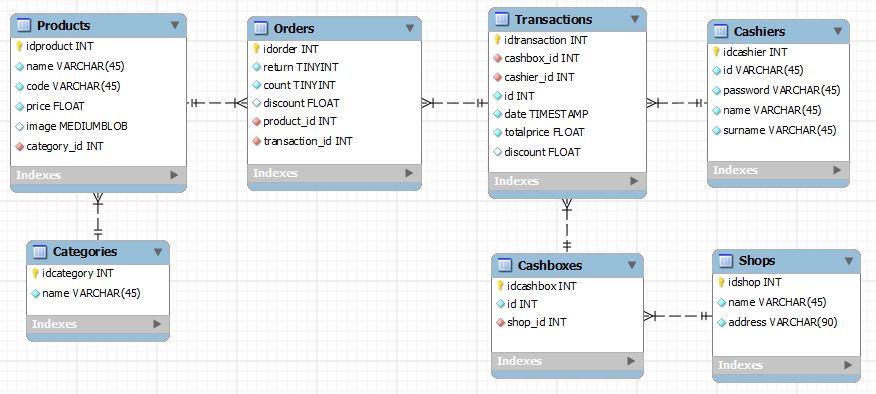 Products
idproduct INT
name VARCHAR(45)
code VARCHAR(45)
price FLOAT
image MEDIUMBLOB
category_id INT
Indexes
Orders
idorder INT
return TINYINT
count TINYINT
discount FLOAT
product_id INT
transaction_id INT
Indexes
Transactions
idtransaction INT
cashbox_id INT
cashier_id INT
id INT
date TIMESTAMP
totalprice FLOAT
discount FLOAT
Indexes
Cashiers
idcashier INT
id VARCHAR(45)
password VARCHAR(45)
name VARCHAR(45)
surname VARCHAR(45)
Indexes
Categories
idcategory INT
name VARCHAR(45)
Indexes
Cashboxes
idcashbox INT
id INT
shop_id INT
Indexes
Shops
idshop INT
name VARCHAR(45)
address VARCHAR(90)
Indexes